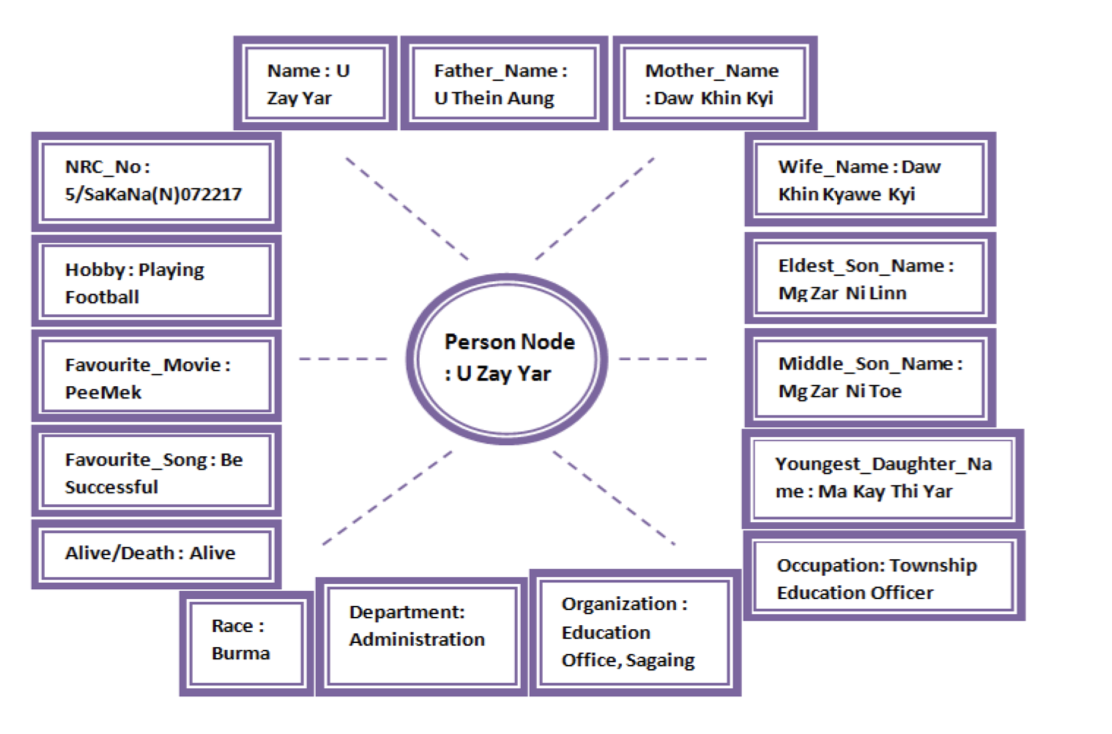 Name : U
Zay Yar
Father_Name :
U Thein Aung
Mother_Name
: Daw Khin Kyi
NRC_No :
5/SaKaNa(N)072217
Wife_Name : Daw
Khin Kyawe Kyi
Hobby : Playing
Football
Eldest_Son_Name :
Mg Zar Ni Linn
Person Node
: U Zay Yar
Favourite_Movie :
PeeMek
Middle_Son_Name :
Mg Zar Ni Toe
Favourite_Song : Be
Successful
Youngest_Daughter_Na
me : Ma Kay Thi Yar
Alive/Death : Alive
Occupation: Township
Education Officer
Race :
Burma
Department:
Administration
Organization :
Education
Office, Sagaing